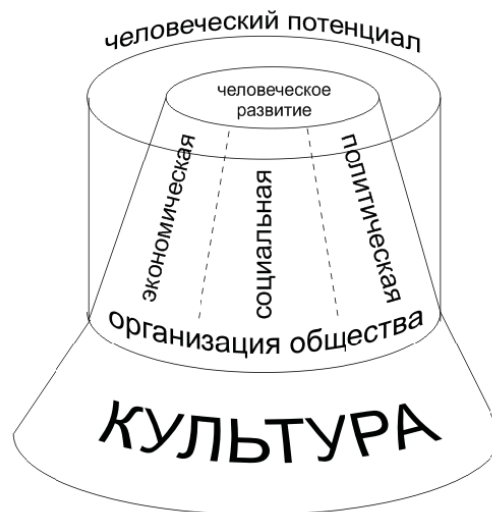 человеческий потенциал
человеческое
развитие
экономическая
социальная
политическая
организация общества
КУЛЬТУРА